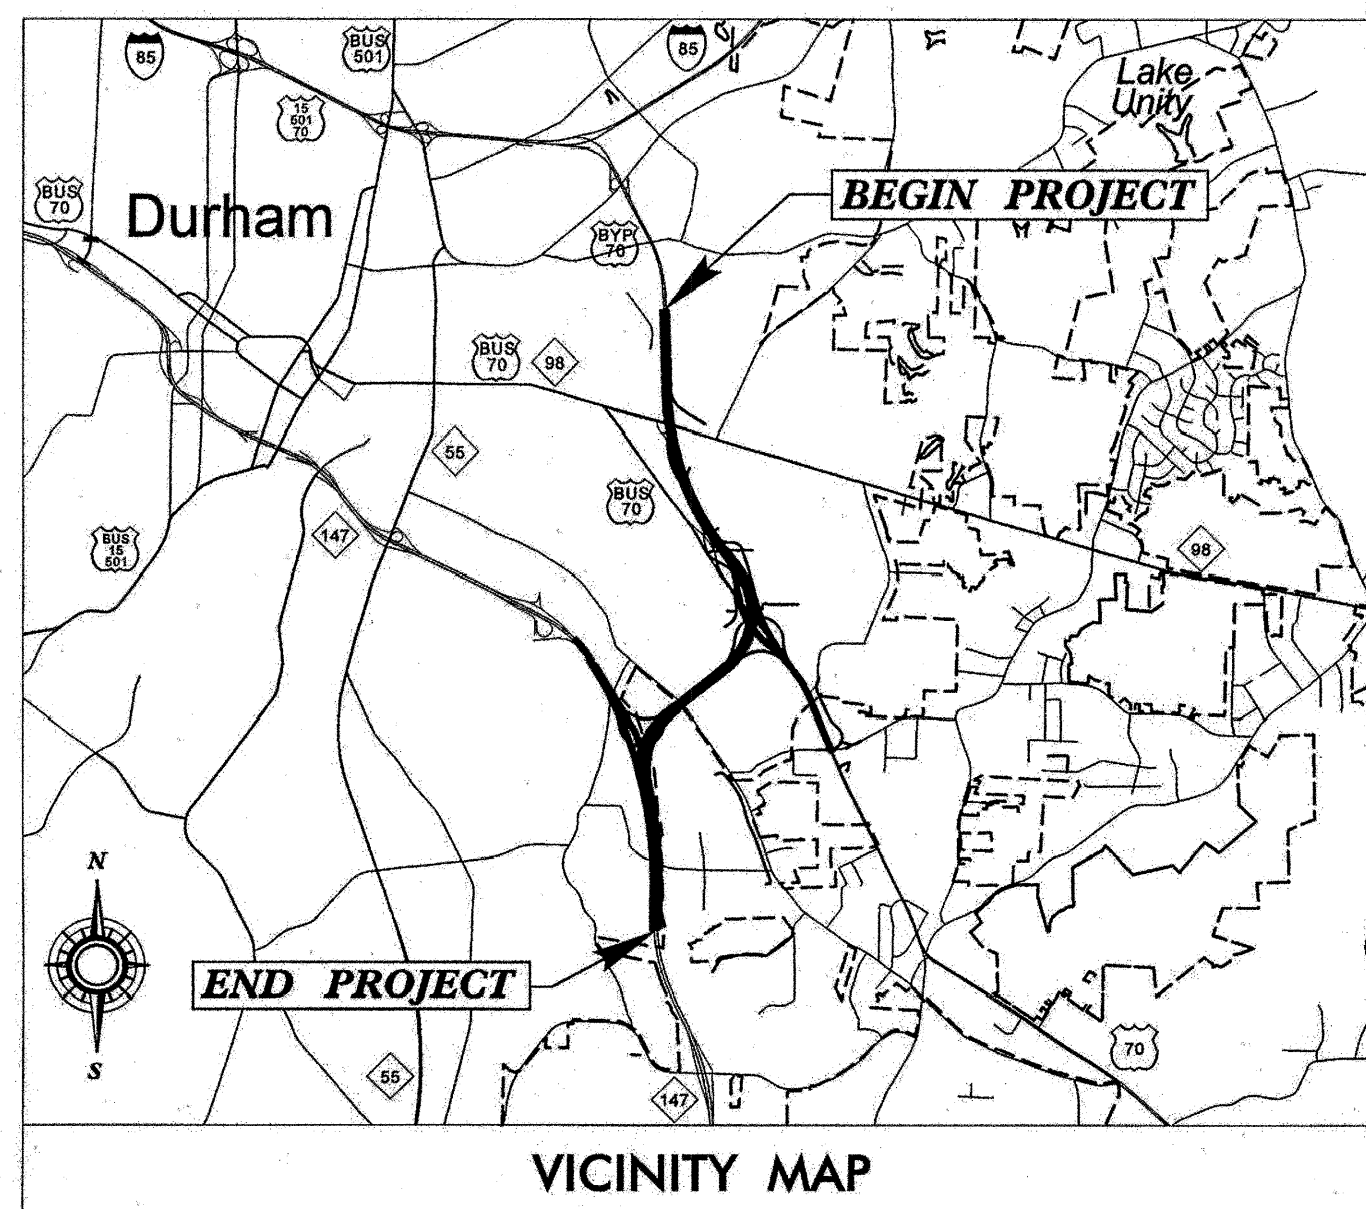 85
BUS
501
85
15
501
70
Lake
Unity
BUS
70
Durham
BEGIN PROJECT
BYP
70
BUS
70
98
55
BUS
70
147
BUS
15
501
98
N
S
END PROJECT
55
147
70
VICINITY MAP